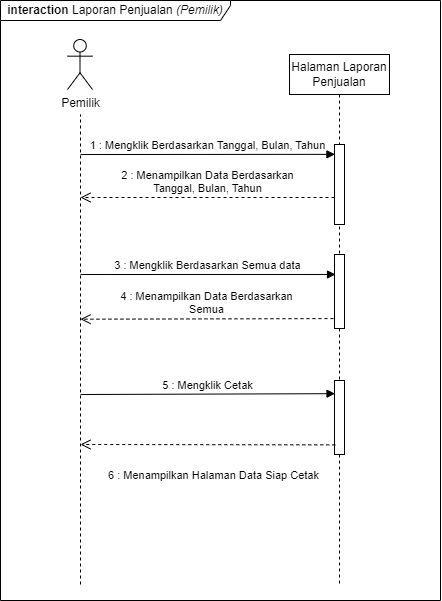 interaction Laporan Penjualan (Pemilik)
Pemilik
Halaman Laporan
Penjualan
1 : Mengklik Berdasarkan Tanggal, Bulan, Tahun
2 : Menampilkan Data Berdasarkan
Tanggal, Bulan, Tahun
3 : Mengklik Berdasarkan Semua data
4 : Menampilkan Data Berdasarkan
Semua
5 : Mengklik Cetak
6 : Menampilkan Halaman Data Siap Cetak